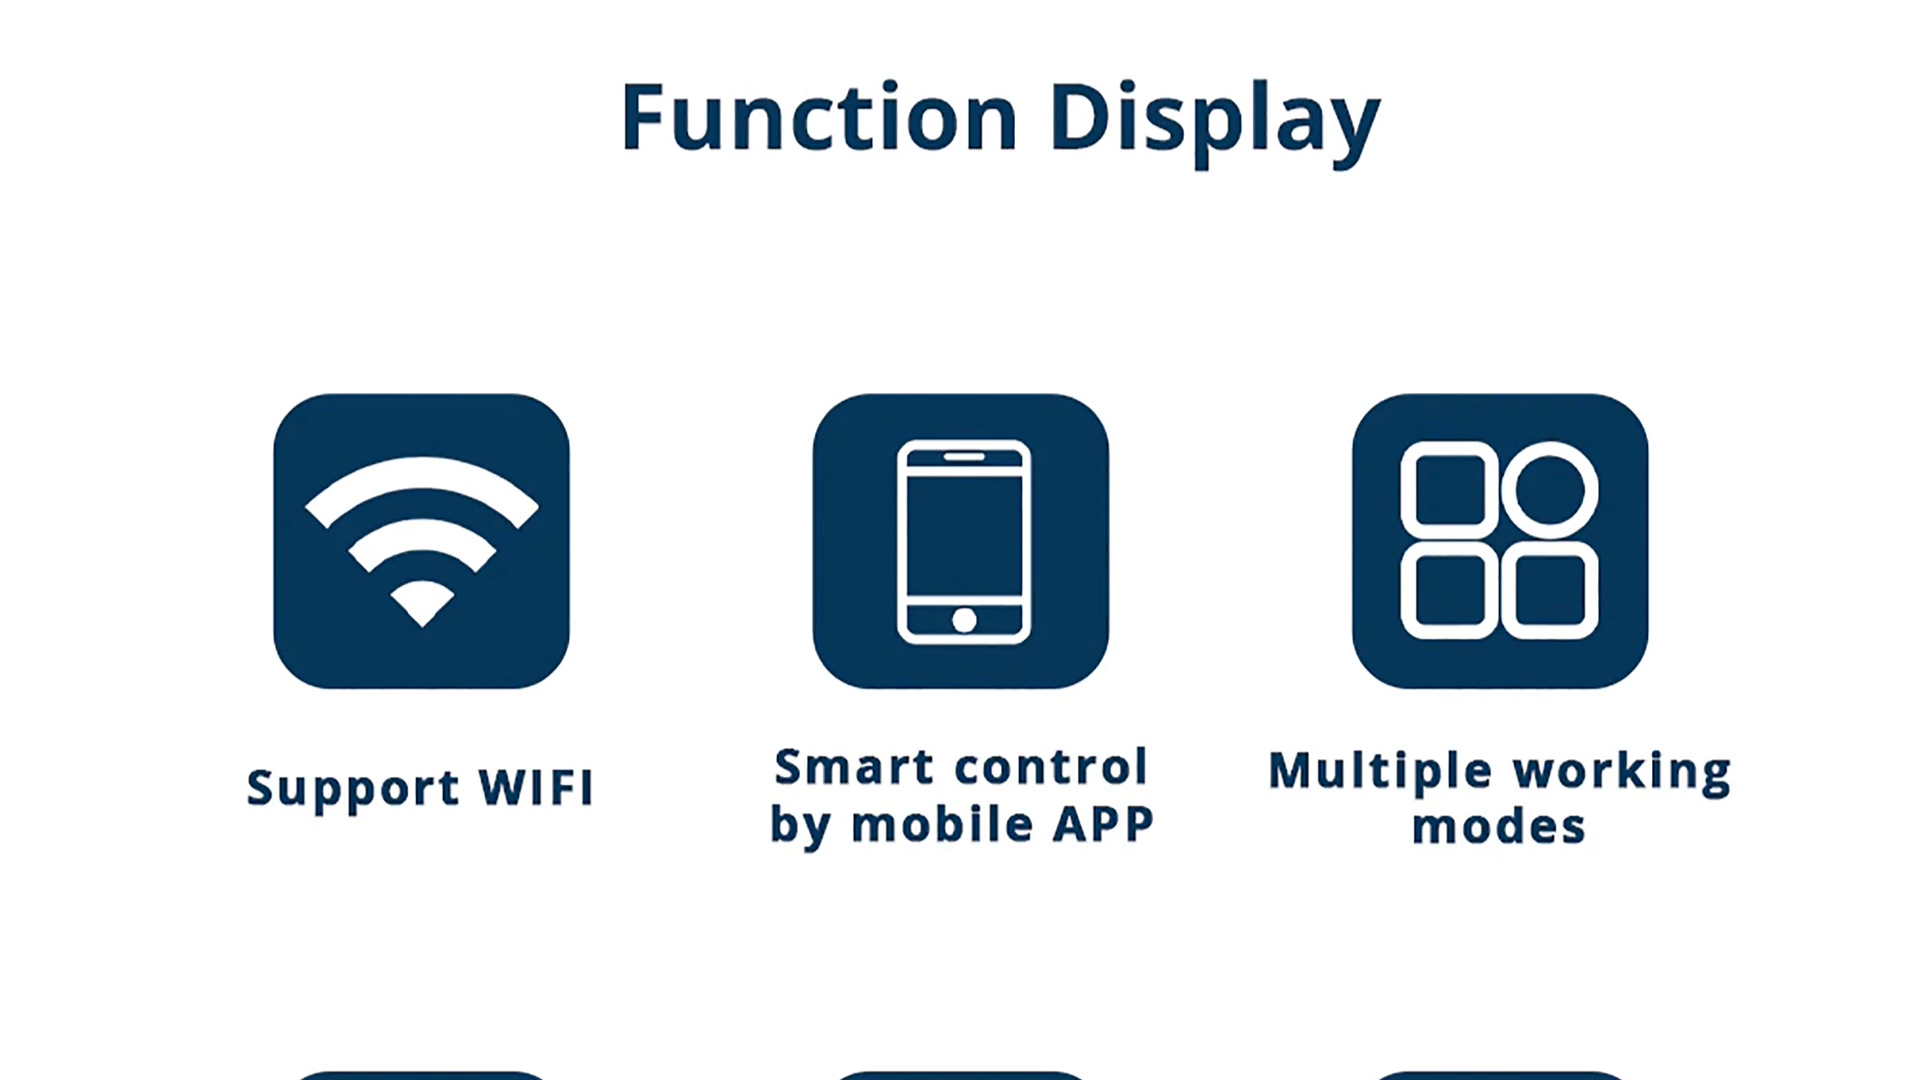 Function Display
Support WIFI
Smart control
by mobile APP
Multiple working
modes